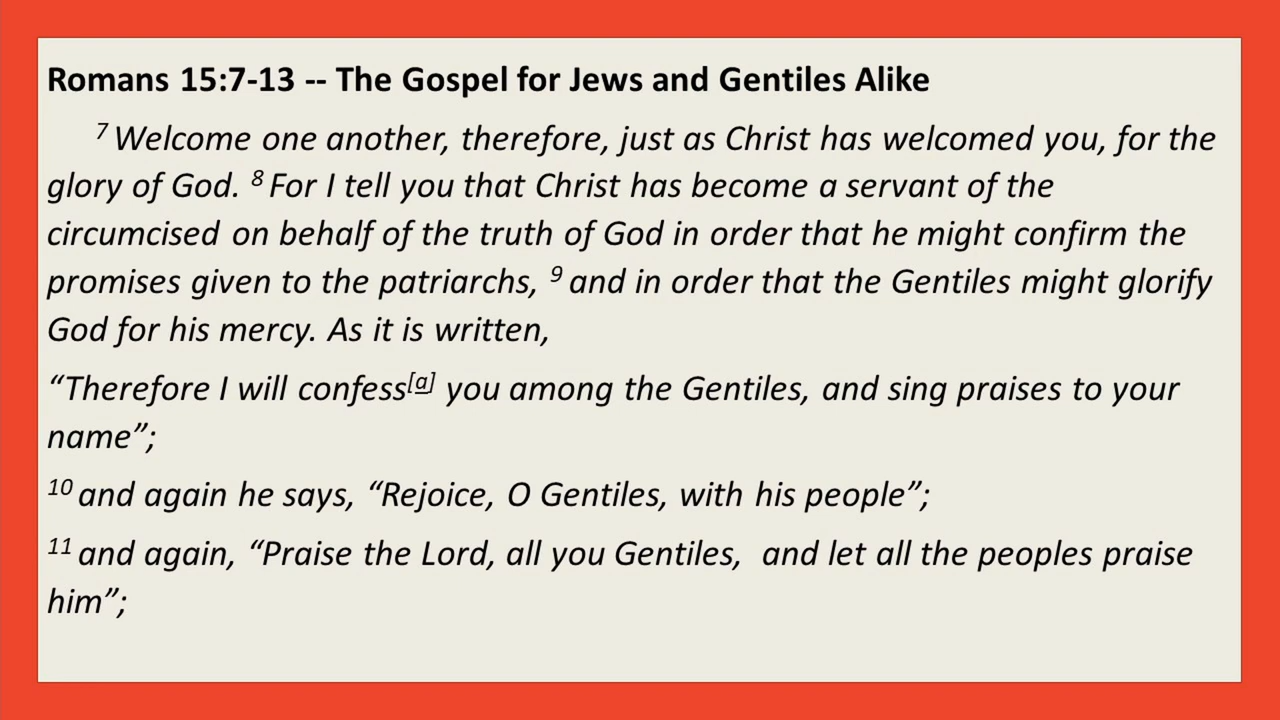 Romans 15:7-13 -- The Gospel for Jews and Gentiles Alike
7 Welcome one another, therefore, just as Christ has welcomed you, for the
glory of God. 8 For I tell you that Christ has become a servant of the
circumcised on behalf of the truth of God in order that he might confirm the
promises given to the patriarchs, 9 and in order that the Gentiles might glorify
God for his mercy. As it is written,
“Therefore I will confess[a] you among the Gentiles, and sing praises to your
name”;
10 and again he says, “Rejoice, O Gentiles, with his people”;
11 and again, “Praise the Lord, all you Gentiles,  and let all the peoples praise
him”;